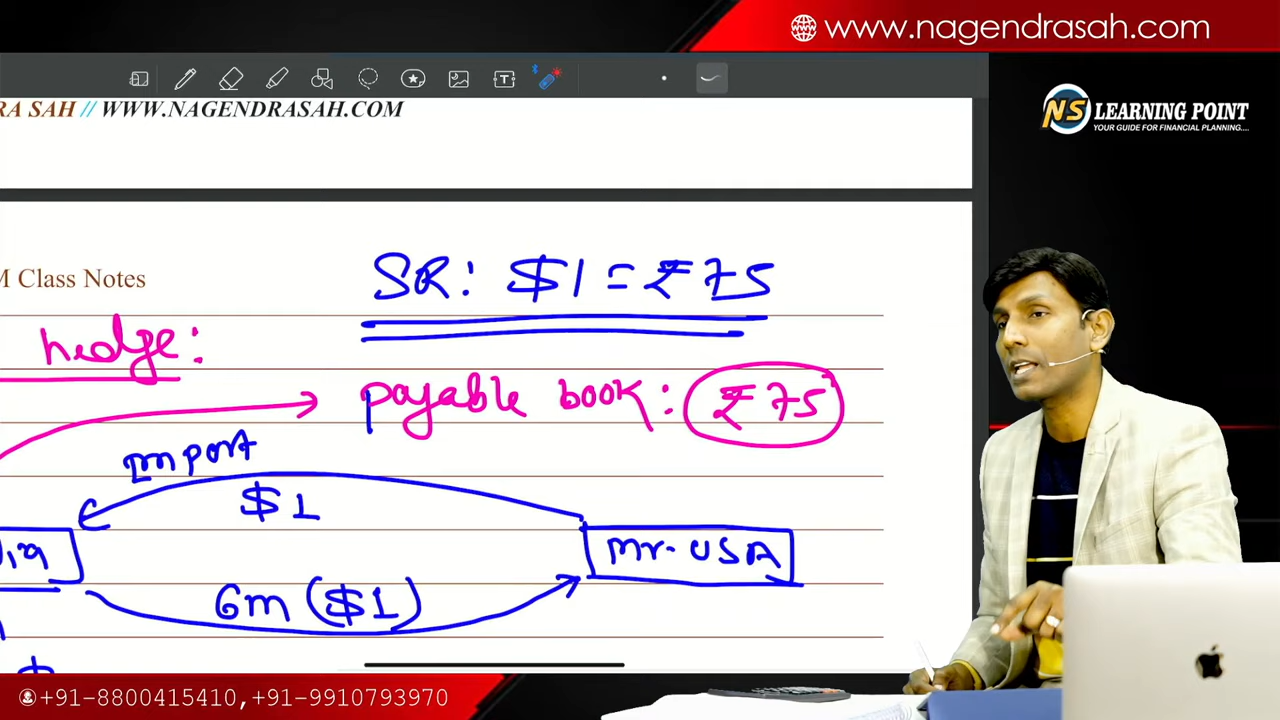 www.nagendrasah.com
RA SAH // WWW.NAGENDRASAH.COM
NS LEARNING POINT
YOUR GUIDE FOR FINANCIAL PLANNING....
M Class Notes
SR: $1 = ₹75
hedge:
payable book: ₹75
import
$1
Mr. USA
6m ($1)
+91-8800415410,+91-9910793970